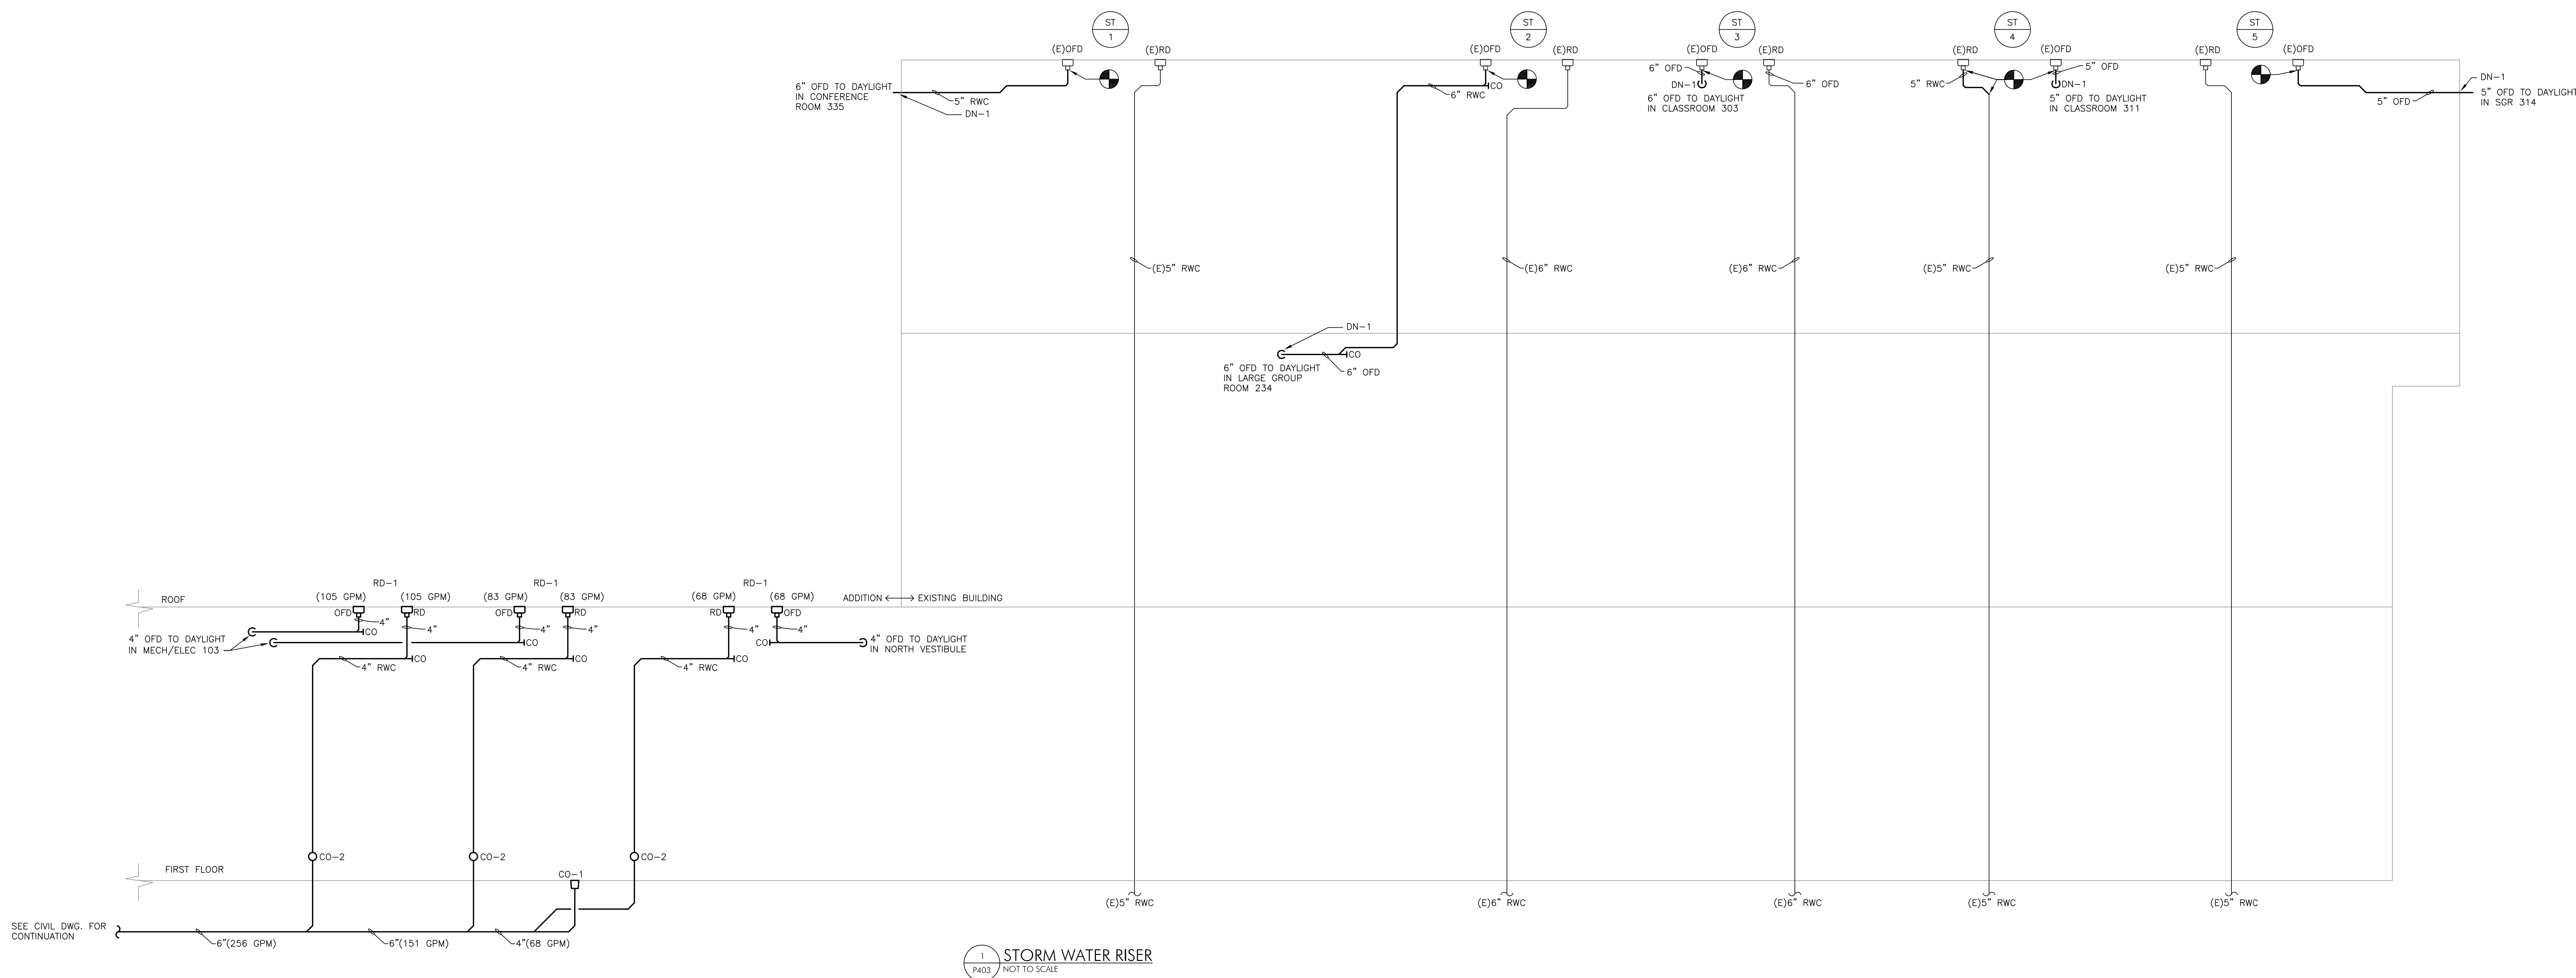 ST
1
ST
2
ST
3
ST
4
ST
5
(E)OFD
(E)RD
(E)OFD
(E)RD
(E)OFD
(E)RD
(E)RD
(E)OFD
(E)RD
(E)OFD
6" OFD TO DAYLIGHT
IN CONFERENCE
ROOM 335
5" RWC
DN-1
CO
6" RWC
6" OFD
DN-1
6" OFD TO DAYLIGHT
IN CLASSROOM 303
6" OFD
5" RWC
5" OFD
DN-1
5" OFD TO DAYLIGHT
IN CLASSROOM 311
5" OFD
DN-1
5" OFD TO DAYLIGHT
IN SGR 314
(E)5" RWC
(E)6" RWC
(E)6" RWC
(E)5" RWC
(E)5" RWC
DN-1
CO
6" OFD
6" OFD TO DAYLIGHT
IN LARGE GROUP
ROOM 234
RD-1
RD-1
RD-1
(105 GPM)
(105 GPM)
(83 GPM)
(83 GPM)
(68 GPM)
(68 GPM)
ROOF
ADDITION
EXISTING BUILDING
OFD
RD
OFD
RD
RD
OFD
4"
4"
4"
4"
4"
4"
CO
CO
CO
4" OFD TO DAYLIGHT
IN MECH/ELEC 103
4" OFD TO DAYLIGHT
IN NORTH VESTIBULE
CO
CO
CO
4" RWC
4" RWC
4" RWC
CO-2
CO-2
CO-2
FIRST FLOOR
CO-1
(E)5" RWC
(E)6" RWC
(E)6" RWC
(E)5" RWC
(E)5" RWC
SEE CIVIL DWG. FOR
CONTINUATION
6"(256 GPM)
6"(151 GPM)
4"(68 GPM)
1
P403
STORM WATER RISER
NOT TO SCALE